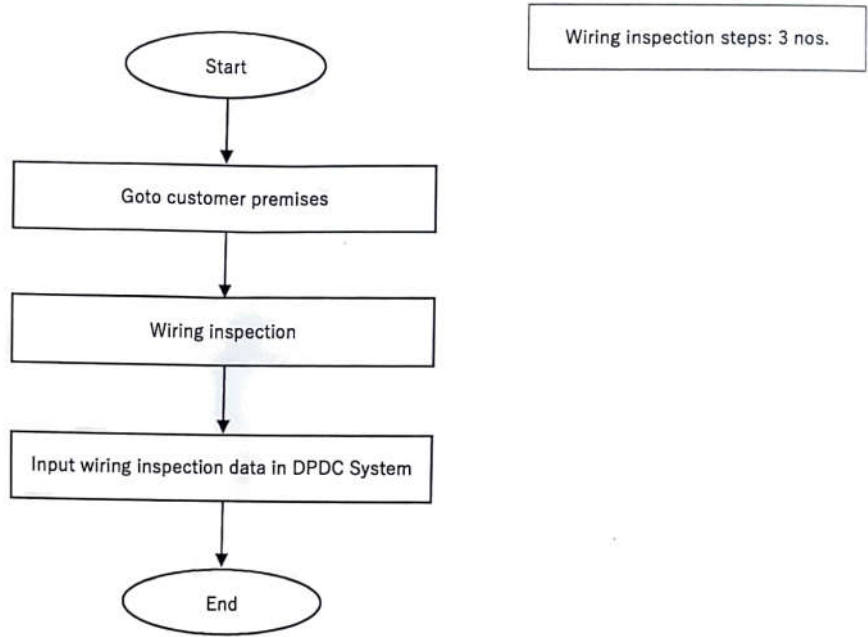 Wiring inspection steps: 3 nos.
Start
Goto customer premises
Wiring inspection
Input wiring inspection data in DPDC System
End